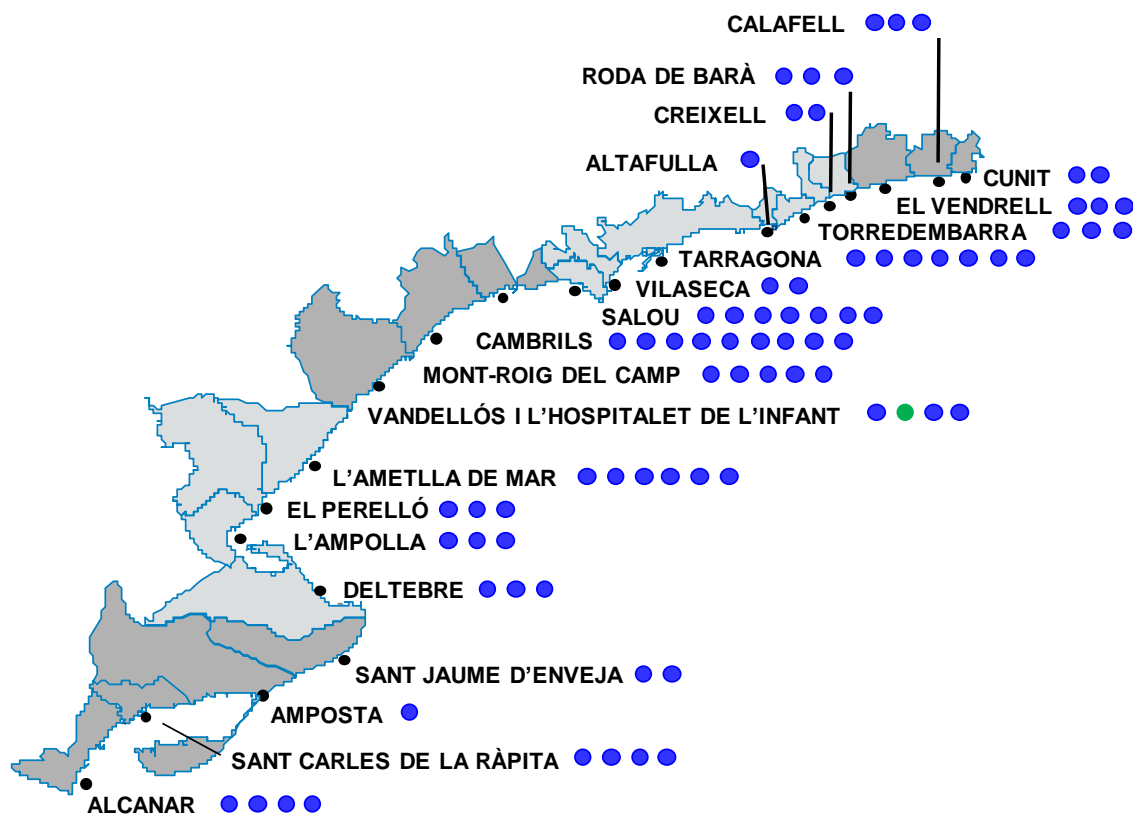 CALAFELL
RODA DE BARÀ
CREIXELL
ALTAFULLA
CUNIT
EL VENDRELL
TORREDEMBARRA
TARRAGONA
VILASECA
SALOU
CAMBRILS
MONT-ROIG DEL CAMP
VANDELLÓS I L’HOSPITALET DE L’INFANT
L’AMETLLA DE MAR
EL PERELLÓ
L’AMPOLLA
DELTEBRE
SANT JAUME D’ENVEJA
AMPOSTA
SANT CARLES DE LA RÀPITA
ALCANAR